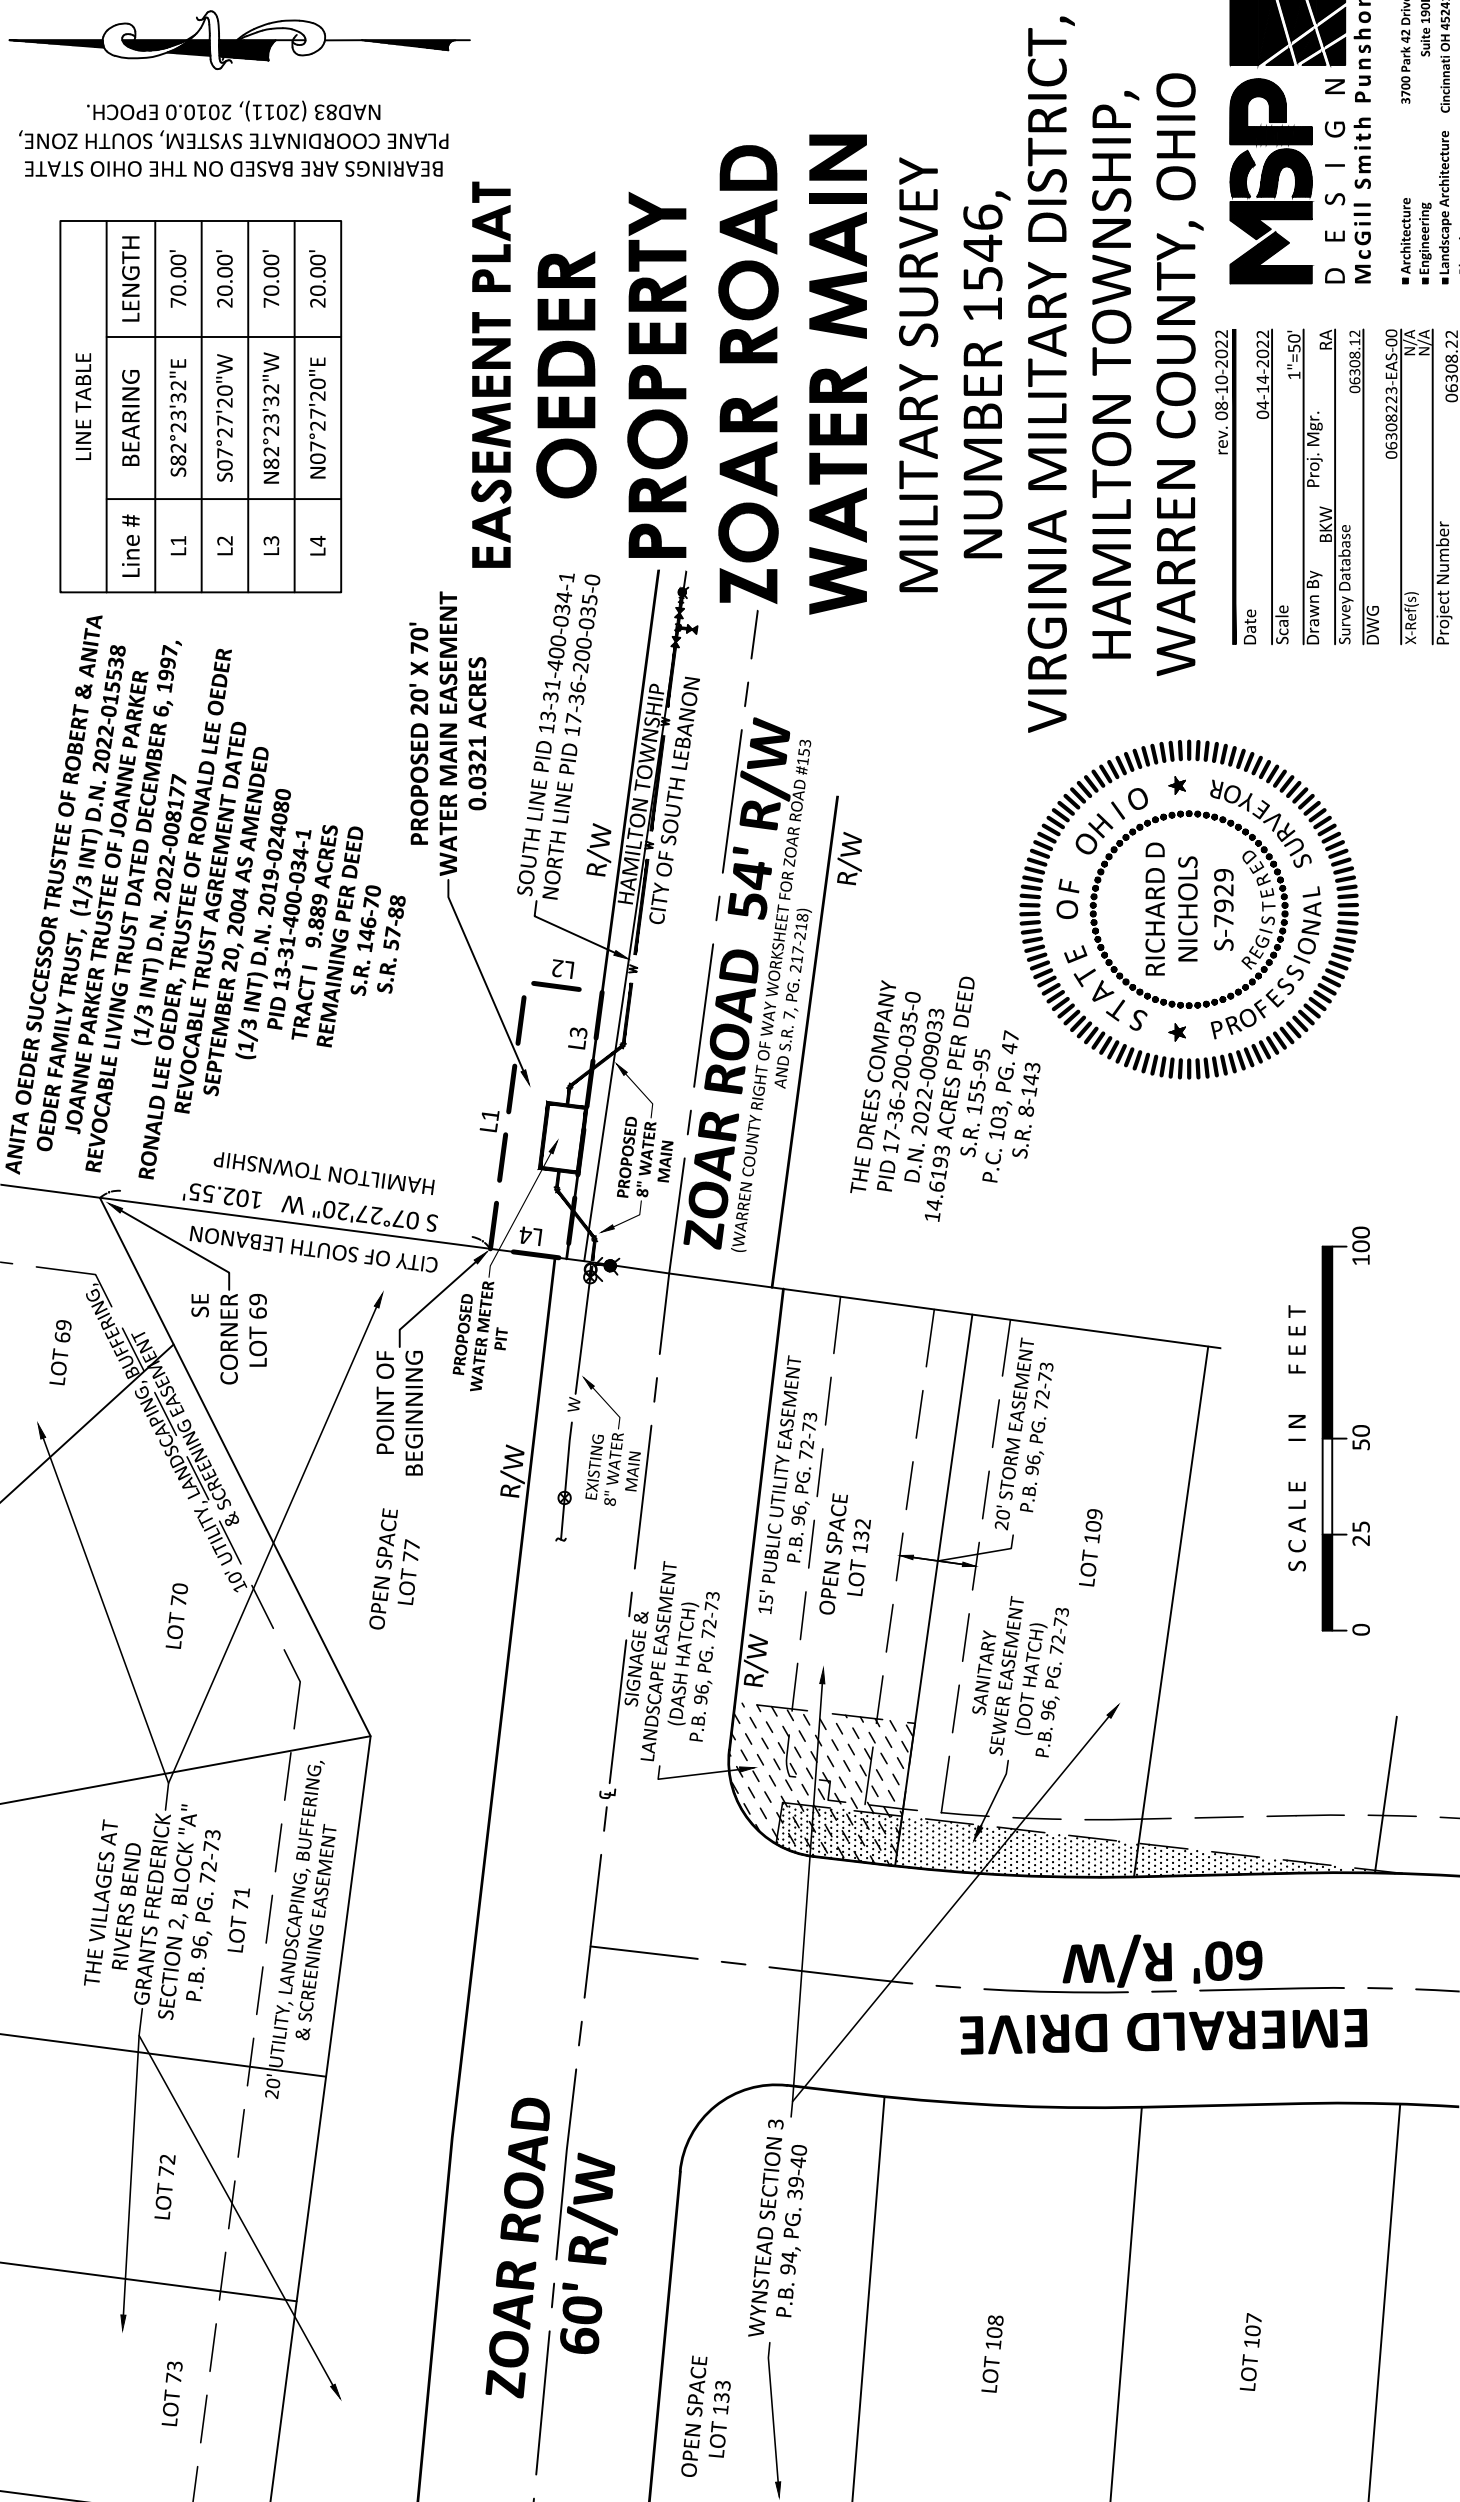 BEARINGS ARE BASED ON THE OHIO STATE
PLANE COORDINATE SYSTEM, SOUTH ZONE,
NAD83 (2011), 2010.0 EPOCH.
LINE TABLE
Line # BEARING LENGTH
L1 S82°23'32"E 70.00'
L2 S07°27'20"W 20.00'
L3 N82°23'32"W 70.00'
L4 N07°27'20"E 20.00'
EASEMENT PLAT
OEDER
PROPERTY
ZOAR ROAD
WATER MAIN
MILITARY SURVEY
NUMBER 1546,
VIRGINIA MILITARY DISTRICT,
HAMILTON TOWNSHIP,
WARREN COUNTY, OHIO
MSP
DESIGN
McGill Smith Punshon
■ Architecture
■ Engineering
■ Landscape Architecture
3700 Park 42 Drive
Suite 190B
Cincinnati OH 45241
rev. 08-10-2022
Date 04-14-2022
Scale 1"=50'
Drawn By BKW Proj. Mgr. RA
Survey Database 06308.12
DWG 06308223-EAS-00
X-Ref(s) N/A
N/A
Project Number 06308.22
STATE OF OHIO
RICHARD D
NICHOLS
S-7929
REGISTERED
PROFESSIONAL SURVEYOR
ANITA OEDER SUCCESSOR TRUSTEE OF ROBERT & ANITA
OEDER FAMILY TRUST, (1/3 INT) D.N. 2022-015538
JOANNE PARKER TRUSTEE OF JOANNE PARKER
REVOCABLE LIVING TRUST DATED DECEMBER 6, 1997,
(1/3 INT) D.N. 2022-008177
RONALD LEE OEDER, TRUSTEE OF RONALD LEE OEDER
REVOCABLE TRUST AGREEMENT DATED
SEPTEMBER 20, 2004 AS AMENDED
(1/3 INT) D.N. 2019-024080
PID 13-31-400-034-1
TRACT I 9.889 ACRES
REMAINING PER DEED
S.R. 146-70
S.R. 57-88
PROPOSED 20' X 70'
WATER MAIN EASEMENT
0.0321 ACRES
SOUTH LINE PID 13-31-400-034-1
NORTH LINE PID 17-36-200-035-0
R/W
HAMILTON TOWNSHIP
CITY OF SOUTH LEBANON
W
W
W
W
ZOAR ROAD 54' R/W
(WARREN COUNTY RIGHT OF WAY WORKSHEET FOR ZOAR ROAD #153
AND S.R. 7, PG. 217-218)
R/W
THE DREES COMPANY
PID 17-36-200-035-0
D.N. 2022-009033
14.6193 ACRES PER DEED
S.R. 155-95
P.C. 103, PG. 47
S.R. 8-143
L1
L2
L3
L4
PROPOSED
8" WATER
MAIN
HAMILTON TOWNSHIP
S 07°27'20" W 102.55'
CITY OF SOUTH LEBANON
SE
CORNER
LOT 69
POINT OF
BEGINNING
PROPOSED
WATER METER
PIT
LOT 69
10' UTILITY, LANDSCAPING, BUFFERING,
& SCREENING EASEMENT
LOT 70
OPEN SPACE
LOT 77
R/W
W
EXISTING
8" WATER
MAIN
SIGNAGE &
LANDSCAPE EASEMENT
(DASH HATCH)
P.B. 96, PG. 72-73
R/W
15' PUBLIC UTILITY EASEMENT
P.B. 96, PG. 72-73
OPEN SPACE
LOT 132
20' STORM EASEMENT
P.B. 96, PG. 72-73
SANITARY
SEWER EASEMENT
(DOT HATCH)
P.B. 96, PG. 72-73
LOT 109
SCALE IN FEET
0 25 50 100
THE VILLAGES AT
RIVERS BEND
GRANTS FREDERICK
SECTION 2, BLOCK "A"
P.B. 96, PG. 72-73
LOT 71
20' UTILITY, LANDSCAPING, BUFFERING,
& SCREENING EASEMENT
LOT 72
LOT 73
ZOAR ROAD
60' R/W
EMERALD DRIVE
60' R/W
WYNSTEAD SECTION 3
P.B. 94, PG. 39-40
OPEN SPACE
LOT 133
LOT 108
LOT 107